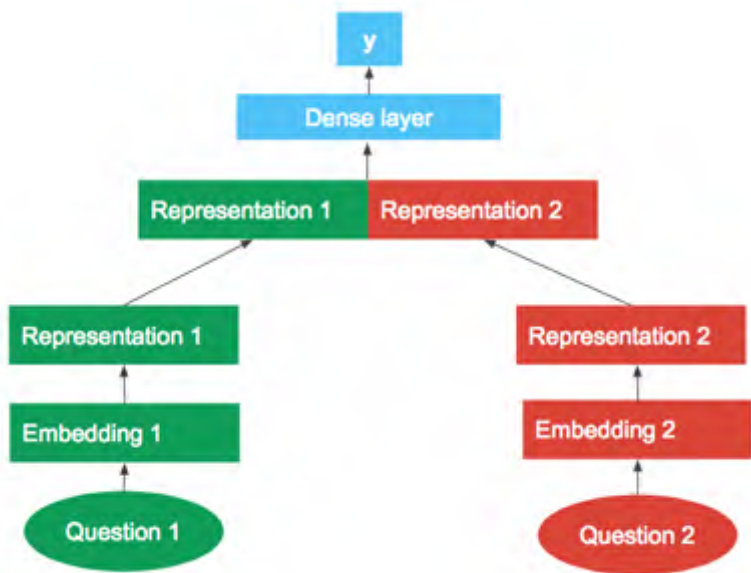 y
Dense layer
Representation 1 Representation 2
Representation 1 Representation 2
Embedding 1 Embedding 2
Question 1 Question 2